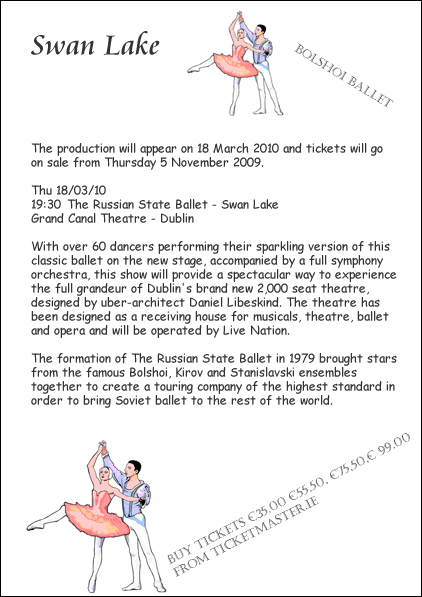 Swan Lake
BOLSHOI BALLET
The production will appear on 18 March 2010 and tickets will go
on sale from Thursday 5 November 2009.
Thu 18/03/10
19:30 The Russian State Ballet - Swan Lake
Grand Canal Theatre - Dublin
With over 60 dancers performing their sparkling version of this
classic ballet on the new stage, accompanied by a full symphony
orchestra, this show will provide a spectacular way to experience
the full grandeur of Dublin's brand new 2,000 seat theatre,
designed by uber-architect Daniel Libeskind. The theatre has
been designed as a receiving house for musicals, theatre, ballet
and opera and will be operated by Live Nation.
The formation of The Russian State Ballet in 1979 brought stars
from the famous Bolshoi, Kirov and Stanislavski ensembles
together to create a touring company of the highest standard in
order to bring Soviet ballet to the rest of the world.
BUY TICKETS €35.00 €55.50, €75.50,€ 99.00
FROM TICKETMASTER.IE